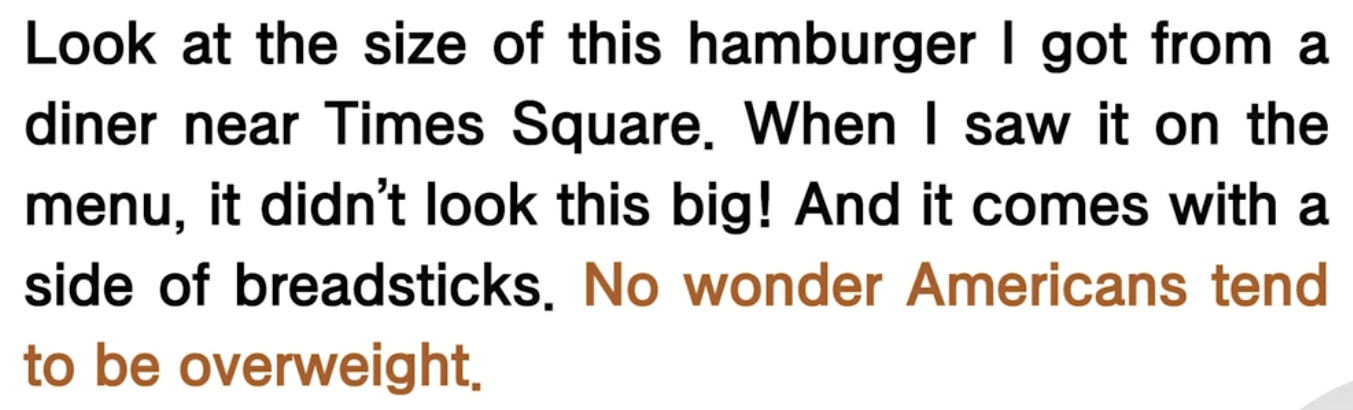 Look at the size of this hamburger I got from a
diner near Times Square. When I saw it on the
menu, it didn’t look this big! And it comes with a
side of breadsticks. No wonder Americans tend
to be overweight.